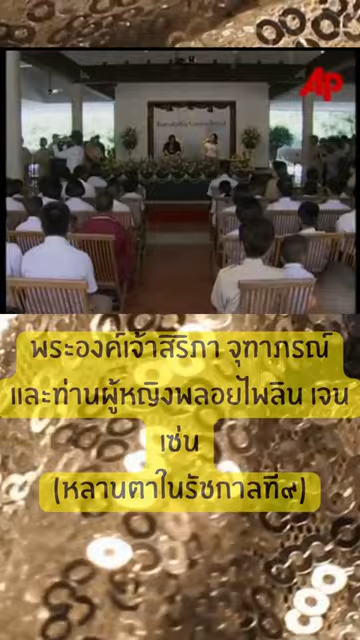 AP
พระองค์เจ้าสิริภา จุฑาภรณ์
และท่านผู้หญิงพลอยไพลิน เจน
เซ่น
(หลานตาในรัชกาลที่๙)